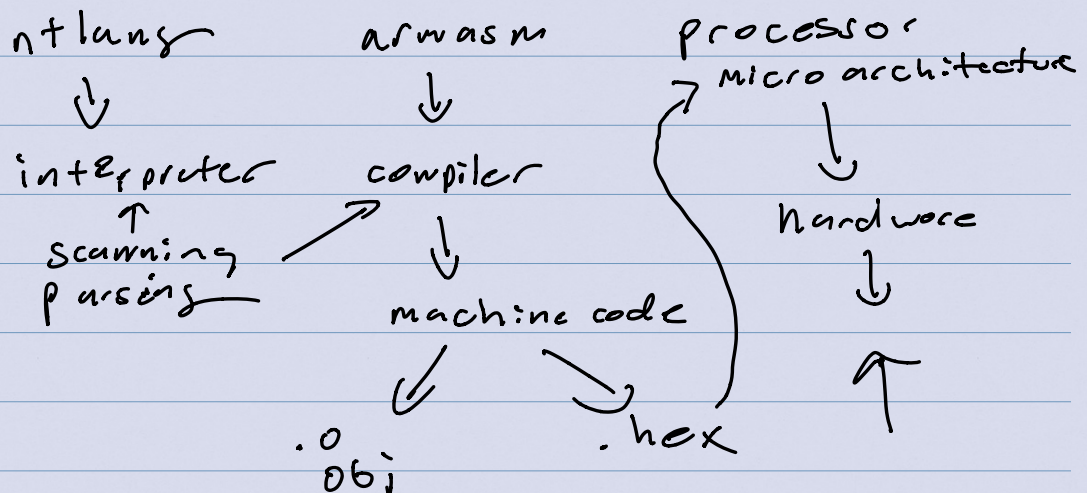 ntlang
armasm
processor
micro architecture
interpreter
compiler
hardware
scanning
parsing
machine code
.o
obj
.hex